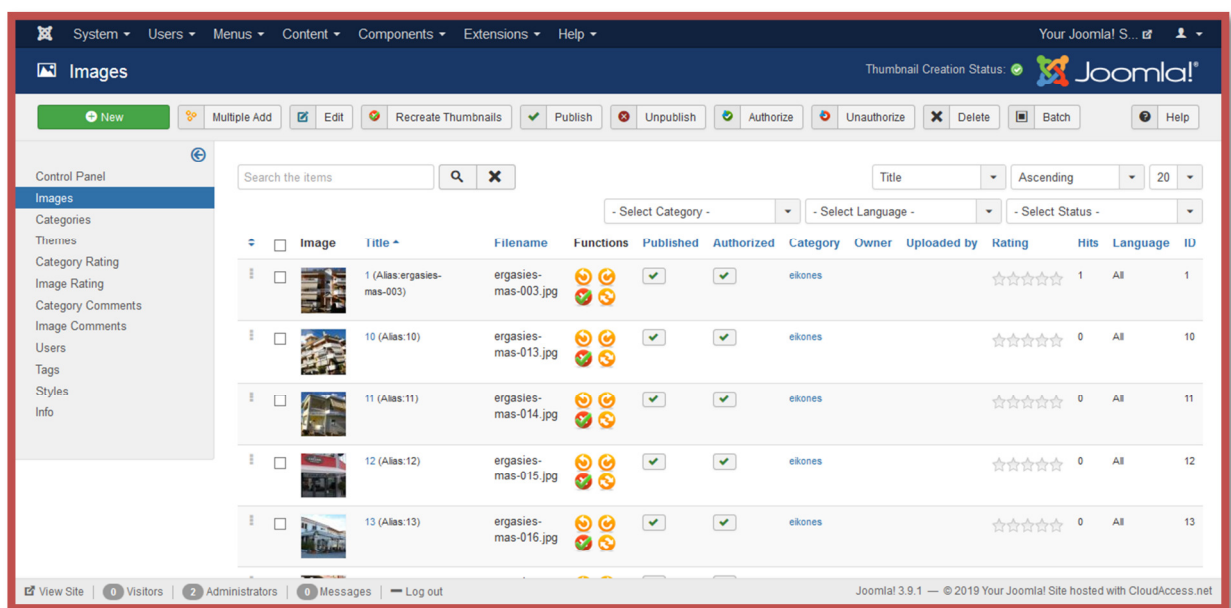 System Users Menus Content Components Extensions Help Your Joomla! S...
Images Thumbnail Creation Status: Joomla!®
New Multiple Add Edit Recreate Thumbnails Publish Unpublish Authorize Unauthorize Delete Batch Help
Control Panel
Images
Categories
Themes
Category Rating
Image Rating
Category Comments
Image Comments
Users
Tags
Styles
Info
Search the items Title Ascending 20
- Select Category - - Select Language - - Select Status -
Image Title Filename Functions Published Authorized Category Owner Uploaded by Rating Hits Language ID
1 (Alias:ergasies-mas-003) ergasies-mas-003.jpg eikones 1 All 1
10 (Alias:10) ergasies-mas-013.jpg eikones 0 All 10
11 (Alias:11) ergasies-mas-014.jpg eikones 0 All 11
12 (Alias:12) ergasies-mas-015.jpg eikones 0 All 12
13 (Alias:13) ergasies-mas-016.jpg eikones 0 All 13
View Site | 0 Visitors | 2 Administrators | 0 Messages | Log out Joomla! 3.9.1 — © 2019 Your Joomla! Site hosted with CloudAccess.net